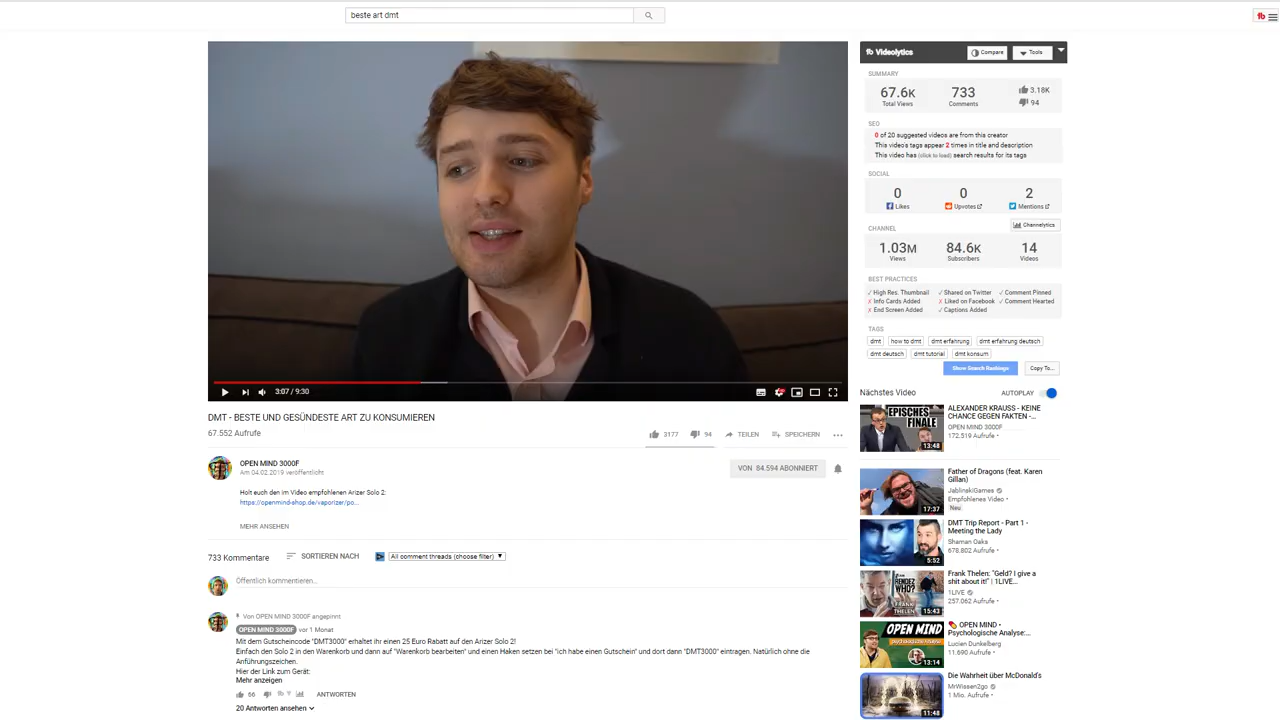 beste art dmt
DMT - BESTE UND GESÜNDESTE ART ZU KONSUMIEREN
67.552 Aufrufe
3:07 / 9:30
3177
94
TEILEN
SPEICHERN
OPEN MIND 3000F
Am 04.02.2019 veröffentlicht
VON 84.594 ABONNIERT
Holt euch den im Video empfohlenen Arizer Solo 2:
https://openmind-shop.de/vaporizer/po...
MEHR ANSEHEN
733 Kommentare
SORTIEREN NACH
All comment threads (choose filter)
Öffentlich kommentieren...
Von OPEN MIND 3000F angepinnt
OPEN MIND 3000F vor 1 Monat
Mit dem Gutscheincode "DMT3000" erhaltet ihr einen 25 Euro Rabatt auf den Arizer Solo 2!
Einfach den Solo 2 in den Warenkorb und dann auf "Warenkorb bearbeiten" und einen Haken setzen bei "ich habe einen Gutschein" und dort dann "DMT3000" eintragen. Natürlich ohne die
Anführungszeichen.
Hier der Link zum Gerät:
Mehr anzeigen
66
ANTWORTEN
20 Antworten ansehen
tb Videolytics
Compare
Tools
SUMMARY
67.6K
Total Views
733
Comments
3.18K
94
SEO
0 of 20 suggested videos are from this creator
This video's tags appear 2 times in title and description
This video has (click to load) search results for its tags
SOCIAL
0
Likes
0
Upvotes
2
Mentions
CHANNEL
Channelytics
1.03M
Views
84.6K
Subscribers
14
Videos
BEST PRACTICES
✓ High Res. Thumbnail ✓ Shared on Twitter ✓ Comment Pinned
✗ Info Cards Added ✗ Liked on Facebook ✓ Comment Hearted
✗ End Screen Added ✓ Captions Added
TAGS
dmt how to dmt dmt erfahrung dmt erfahrung deutsch
dmt deutsch dmt tutorial dmt konsum
Show Search Rankings
Copy To...
Nächstes Video
AUTOPLAY
EPISCHES
FINALE
13:48
ALEXANDER KRAUSS - KEINE
CHANCE GEGEN FAKTEN -...
OPEN MIND 3000F
172.519 Aufrufe
17:37
Father of Dragons (feat. Karen
Gillan)
JablinskiGames
Empfohlenes Video
Neu
5:52
DMT Trip Report - Part 1 -
Meeting the Lady
Shaman Oaks
678.802 Aufrufe
RENDEZ
WHO?
FRANK
THELEN
15:43
Frank Thelen: "Geld? I give a
shit about it!" | 1LIVE...
1LIVE
257.062 Aufrufe
OPEN MIND
13:14
OPEN MIND -
Psychologische Analyse:...
Lucien Dunkelberg
11.690 Aufrufe
11:48
Die Wahrheit über McDonald's
MrWissen2go
1 Mio. Aufrufe